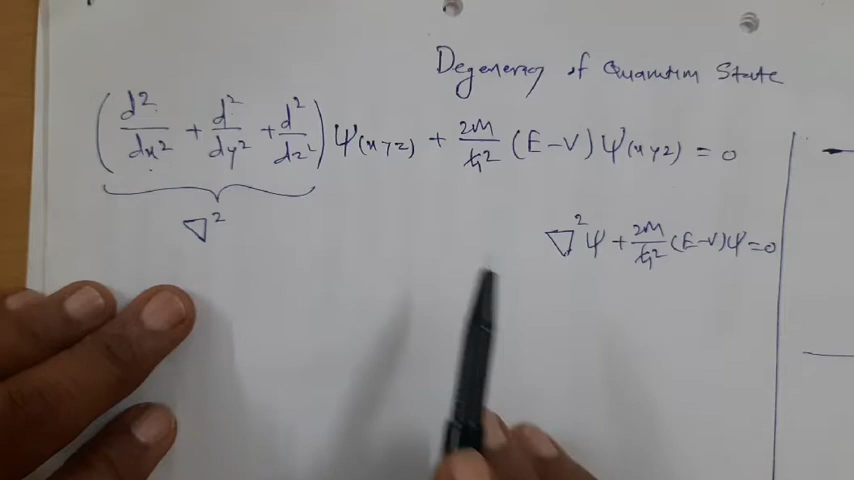 Degeneracy of Quantum State
(d²/dx² + d²/dy² + d²/dz²) ψ(xyz) + 2m/ħ² (E-V) ψ(xyz) = 0
∇²
∇²ψ + 2m/ħ² (E-V)ψ = 0